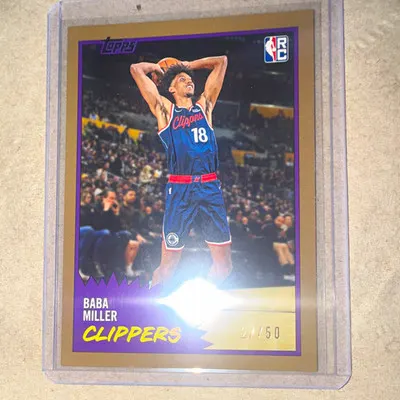 Topps
RC
Clippers
18
BABA
MILLER
CLIPPERS
/50